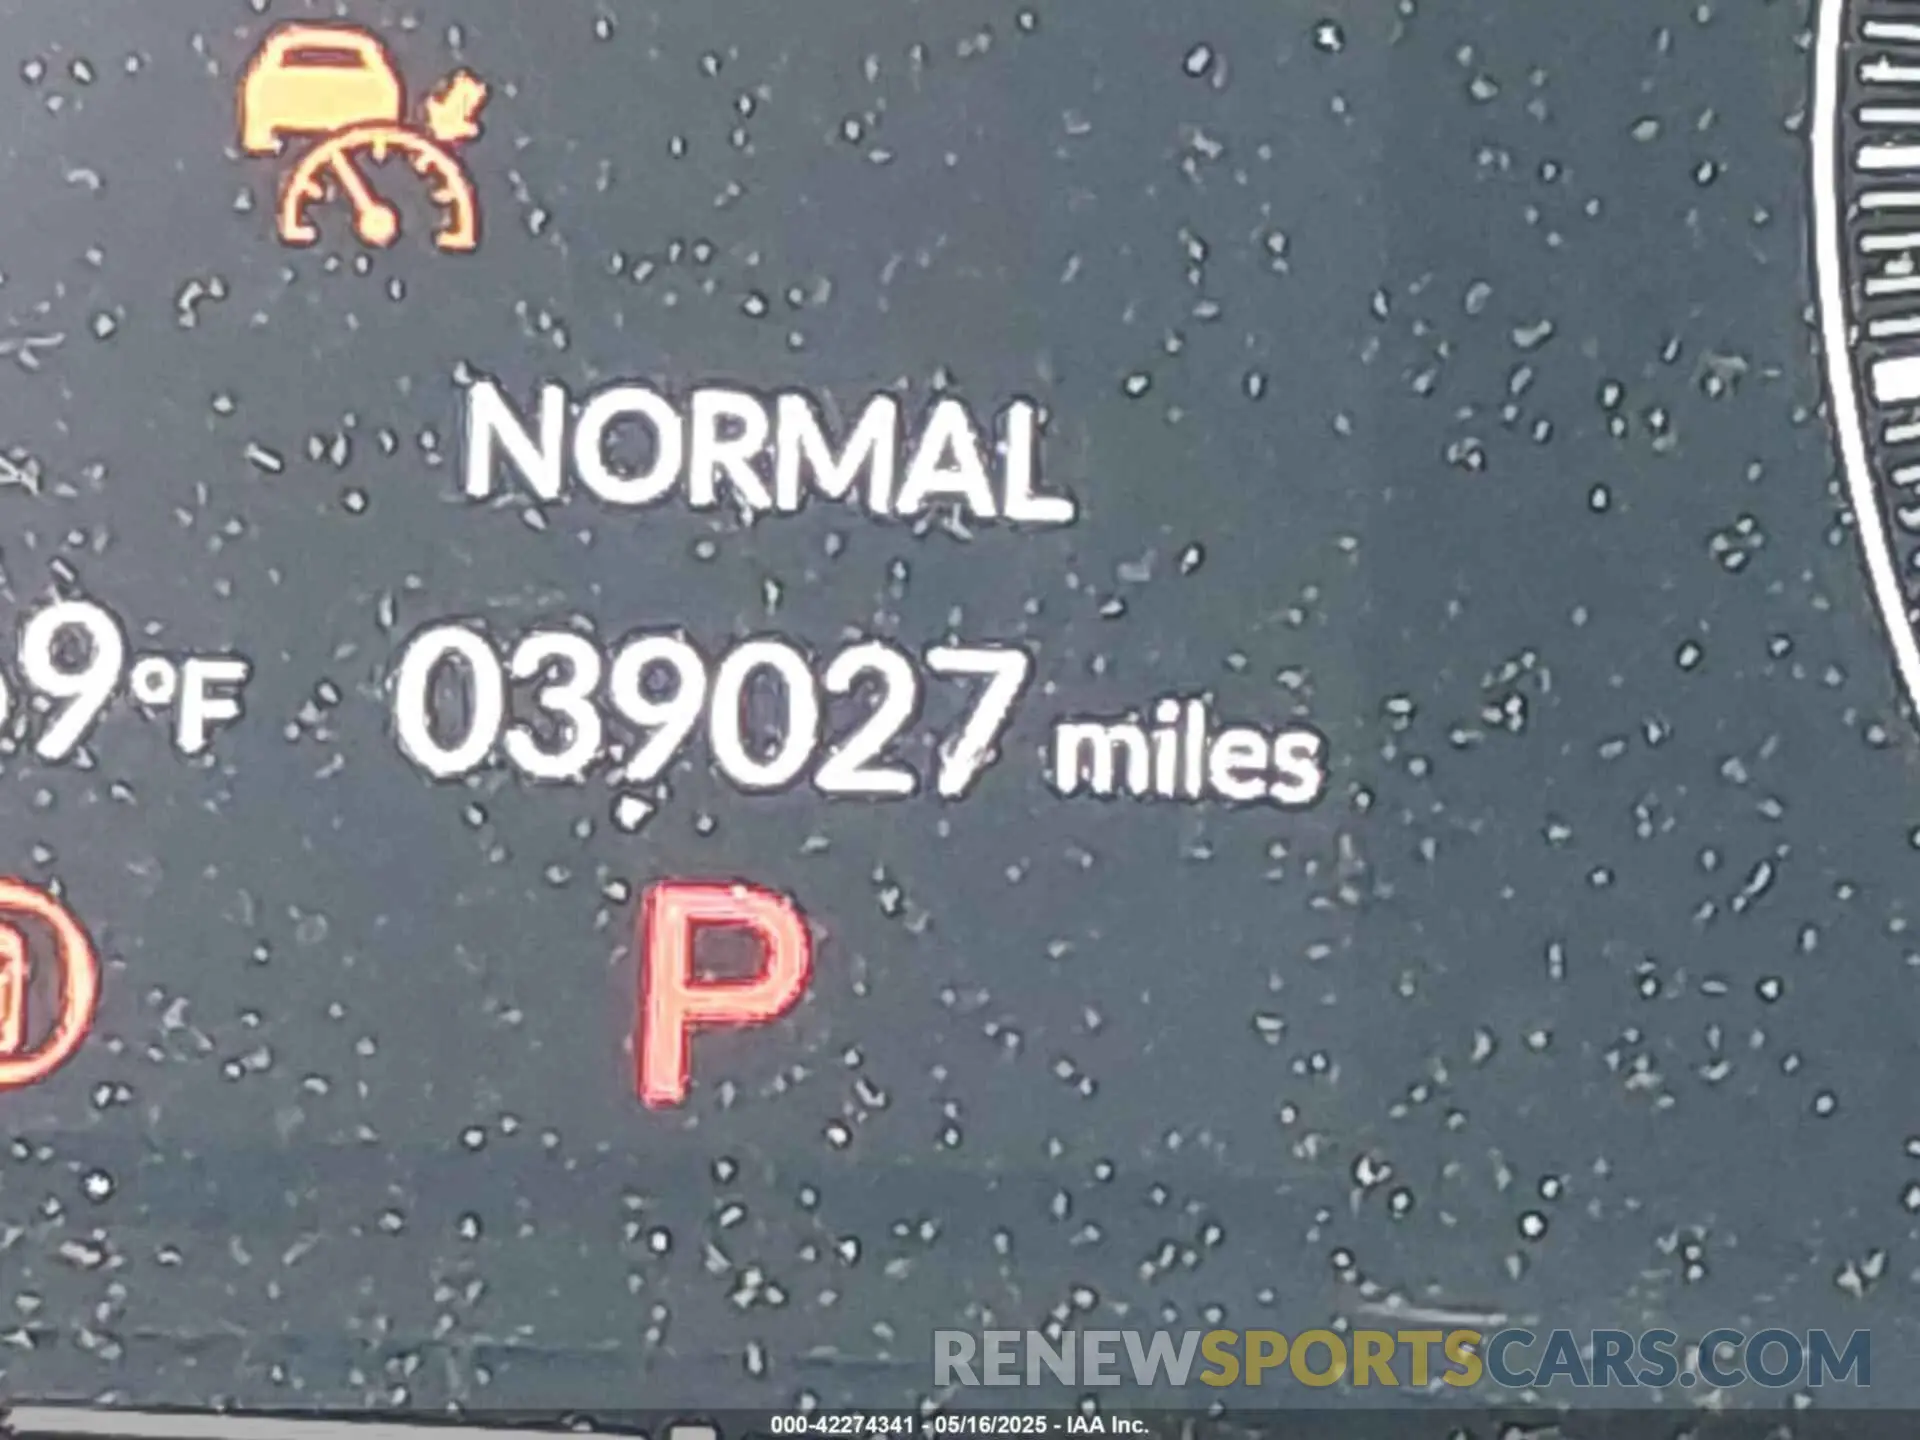 NORMAL
9°F 039027 miles
P
RENEWSPORTSCARS.COM
000-42274341 - 05/16/2025 - IAA Inc.